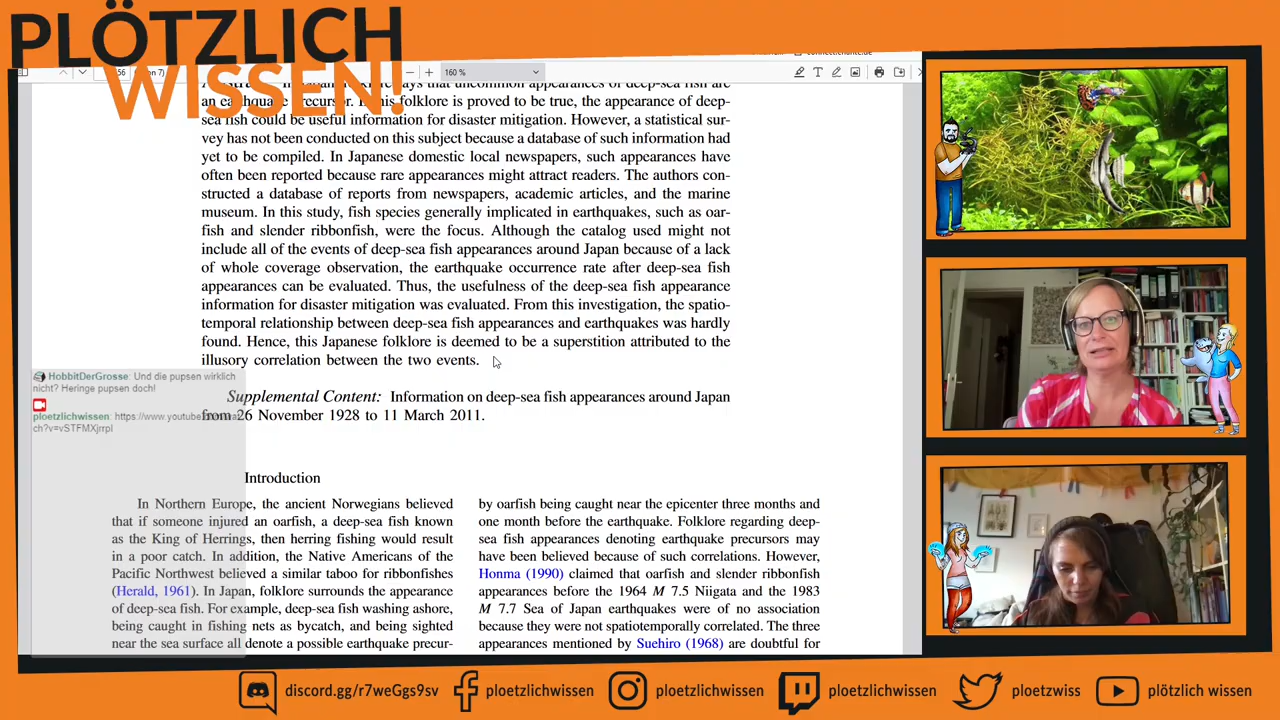 PLÖTZLICH
WISSEN!
160 %
an earthquake precursor. If this folklore is proved to be true, the appearance of deep-
sea fish could be useful information for disaster mitigation. However, a statistical sur-
vey has not been conducted on this subject because a database of such information had
yet to be compiled. In Japanese domestic local newspapers, such appearances have
often been reported because rare appearances might attract readers. The authors con-
structed a database of reports from newspapers, academic articles, and the marine
museum. In this study, fish species generally implicated in earthquakes, such as oar-
fish and slender ribbonfish, were the focus. Although the catalog used might not
include all of the events of deep-sea fish appearances around Japan because of a lack
of whole coverage observation, the earthquake occurrence rate after deep-sea fish
appearances can be evaluated. Thus, the usefulness of the deep-sea fish appearance
information for disaster mitigation was evaluated. From this investigation, the spatio-
temporal relationship between deep-sea fish appearances and earthquakes was hardly
found. Hence, this Japanese folklore is deemed to be a superstition attributed to the
illusory correlation between the two events.
HobbitDerGrosse: Und die pupsen wirklich
nicht? Heringe pupsen doch!
ploetzlichwissen: https://www.youtube
ch?v=vSTFMXjrrpI
Supplemental Content: Information on deep-sea fish appearances around Japan
from 26 November 1928 to 11 March 2011.
Introduction
In Northern Europe, the ancient Norwegians believed
that if someone injured an oarfish, a deep-sea fish known
as the King of Herrings, then herring fishing would result
in a poor catch. In addition, the Native Americans of the
Pacific Northwest believed a similar taboo for ribbonfishes
(Herald, 1961). In Japan, folklore surrounds the appearance
of deep-sea fish. For example, deep-sea fish washing ashore,
being caught in fishing nets as bycatch, and being sighted
near the sea surface all denote a possible earthquake precur-
by oarfish being caught near the epicenter three months and
one month before the earthquake. Folklore regarding deep-
sea fish appearances denoting earthquake precursors may
have been believed because of such correlations. However,
Honma (1990) claimed that oarfish and slender ribbonfish
appearances before the 1964 M 7.5 Niigata and the 1983
M 7.7 Sea of Japan earthquakes were of no association
because they were not spatiotemporally correlated. The three
appearances mentioned by Suehiro (1968) are doubtful for
discord.gg/r7weGgs9sv
ploetzlichwissen
ploetzlichwissen
ploetzlichwissen
ploetzwiss
plötzlich wissen